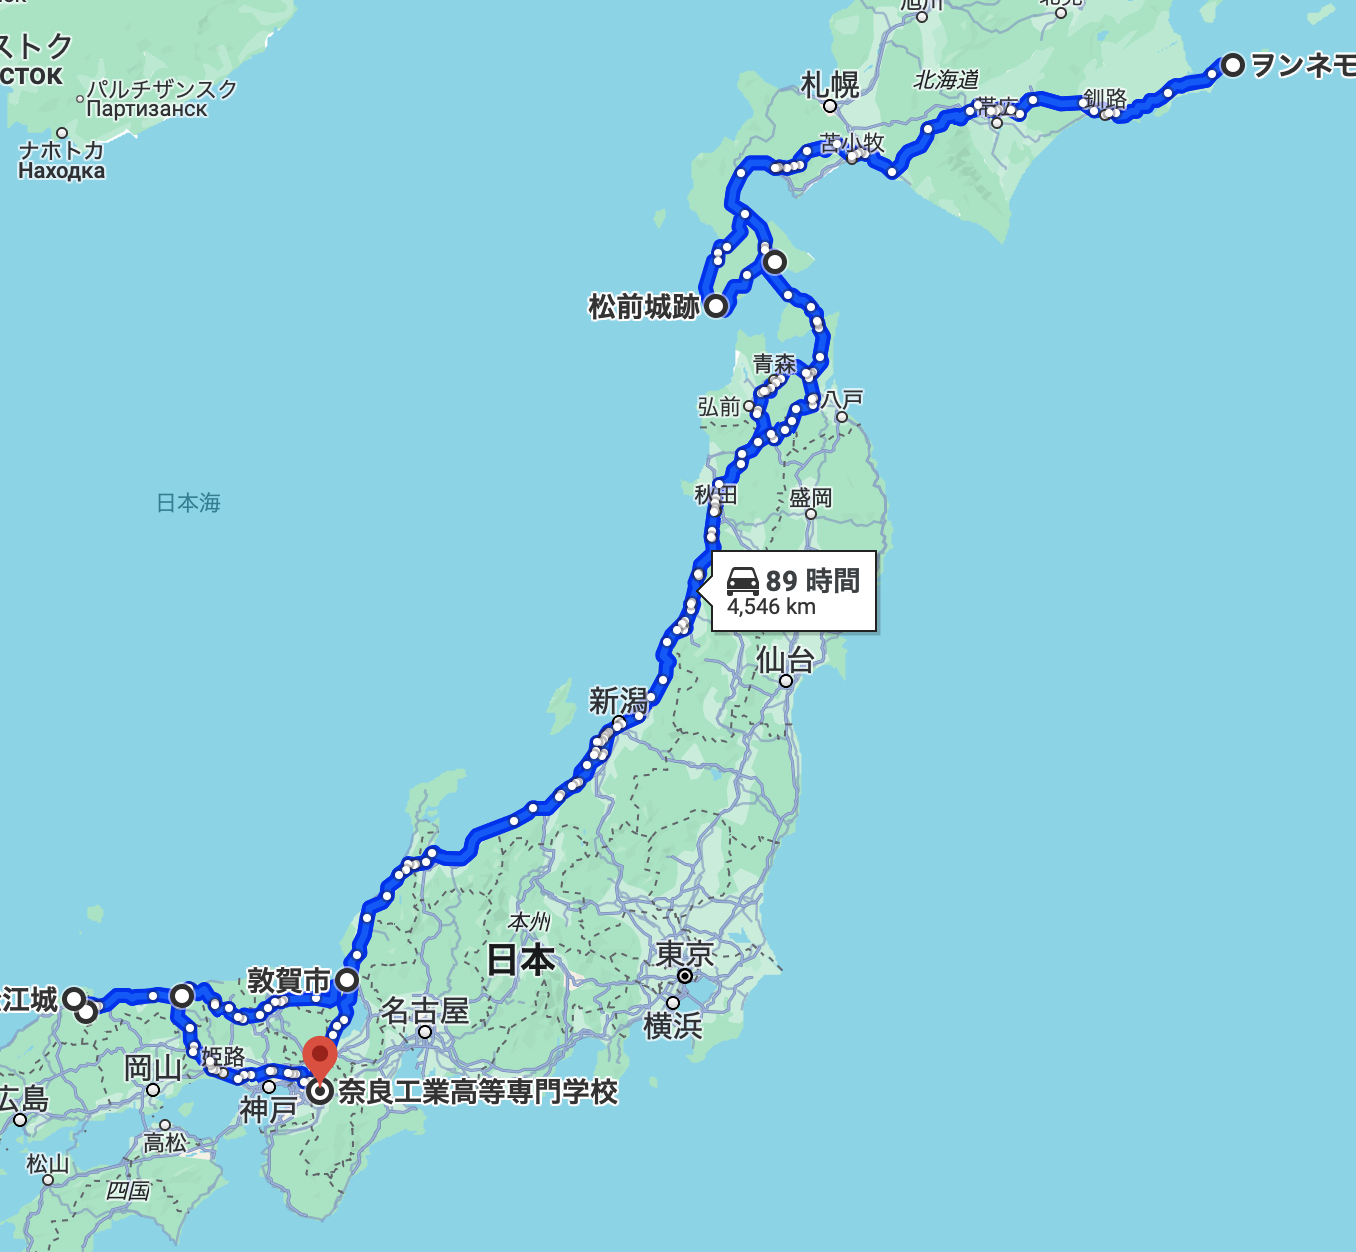 旭川
北見
ストク
сток
パルチザンスク
Партизанск
ナホトカ
Находка
札幌
北海道
ヲンネモ
帯広
釧路
苫小牧
松前城跡
青森
弘前
八戸
日本海
秋田
盛岡
89 時間
4,546 km
仙台
新潟
本州
日本
東京
横浜
敦賀市
江城
名古屋
姫路
岡山
神戸
奈良工業高等専門学校
広島
高松
松山
四国